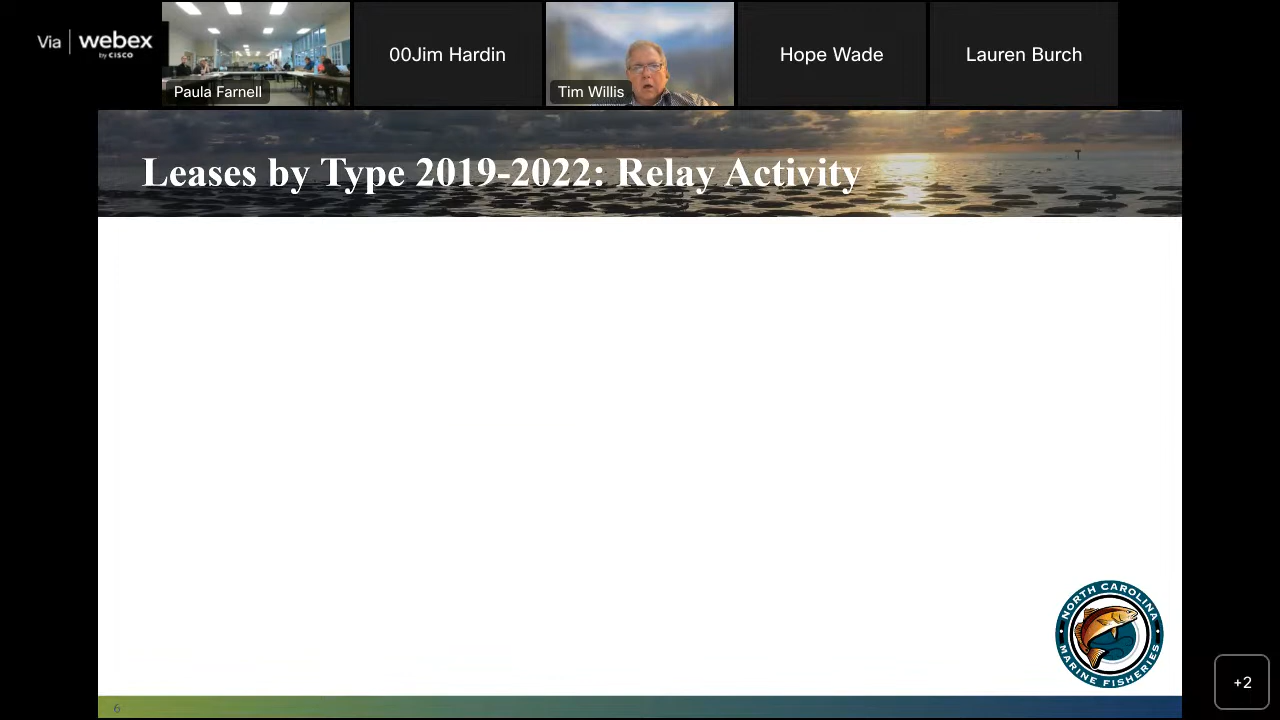 Via webex
by CISCO
Paula Farnell
00Jim Hardin
Tim Willis
Hope Wade
Lauren Burch
Leases by Type 2019-2022: Relay Activity
NORTH CAROLINA
MARINE FISHERIES
6
+2